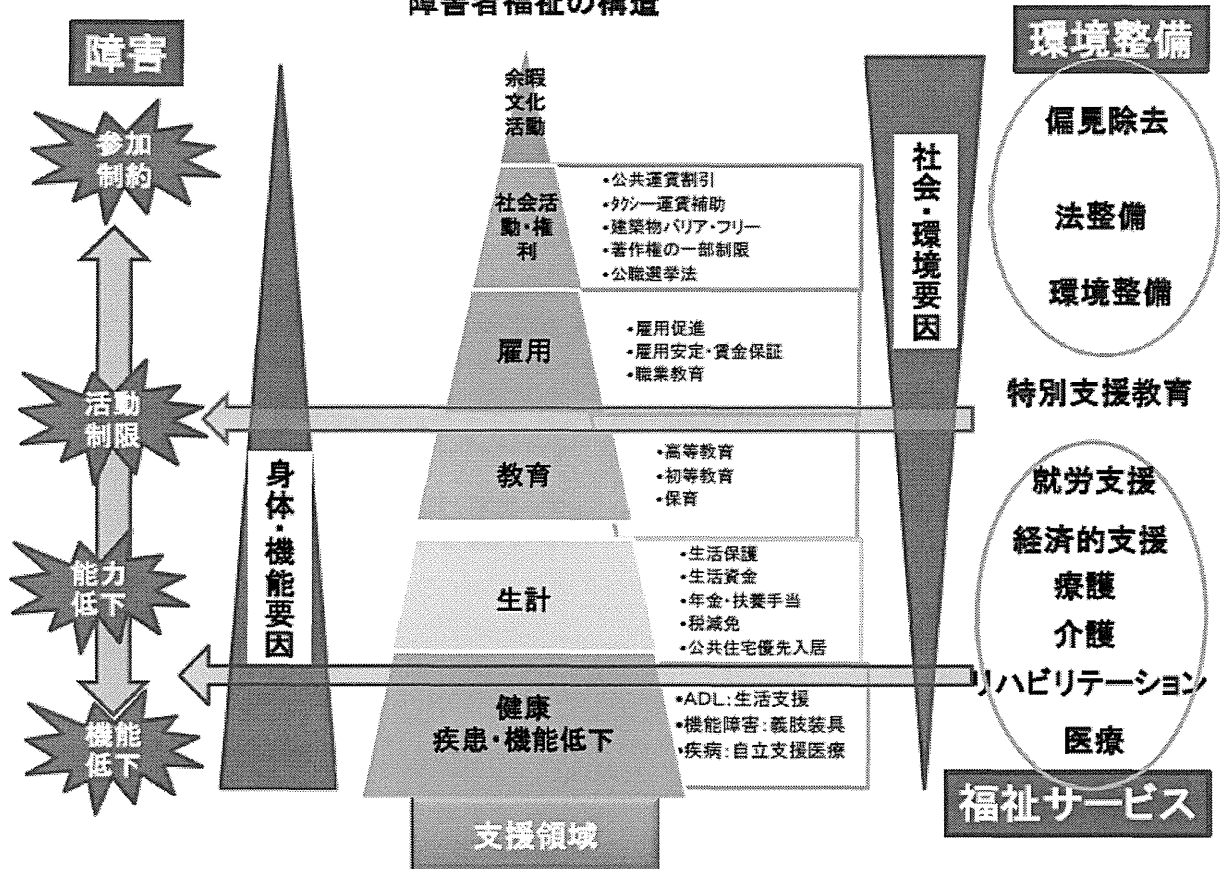 障害者福祉の構造
障害
参加
制約
活動
制限
能力
低下
機能
低下
身体・機能要因
余暇
文化
活動
社会活
動・権
利
雇用
教育
生計
健康
疾患・機能低下
支援領域
・公共運賃割引
・タクシー運賃補助
・建築物バリア・フリー
・著作権の一部制限
・公職選挙法
・雇用促進
・雇用安定・賃金保証
・職業教育
・高等教育
・初等教育
・保育
・生活保護
・生活資金
・年金・扶養手当
・税減免
・公共住宅優先入居
・ADL:生活支援
・機能障害:義肢装具
・疾病:自立支援医療
社会・環境要因
環境整備
偏見除去
法整備
環境整備
特別支援教育
就労支援
経済的支援
療護
介護
リハビリテーション
医療
福祉サービス